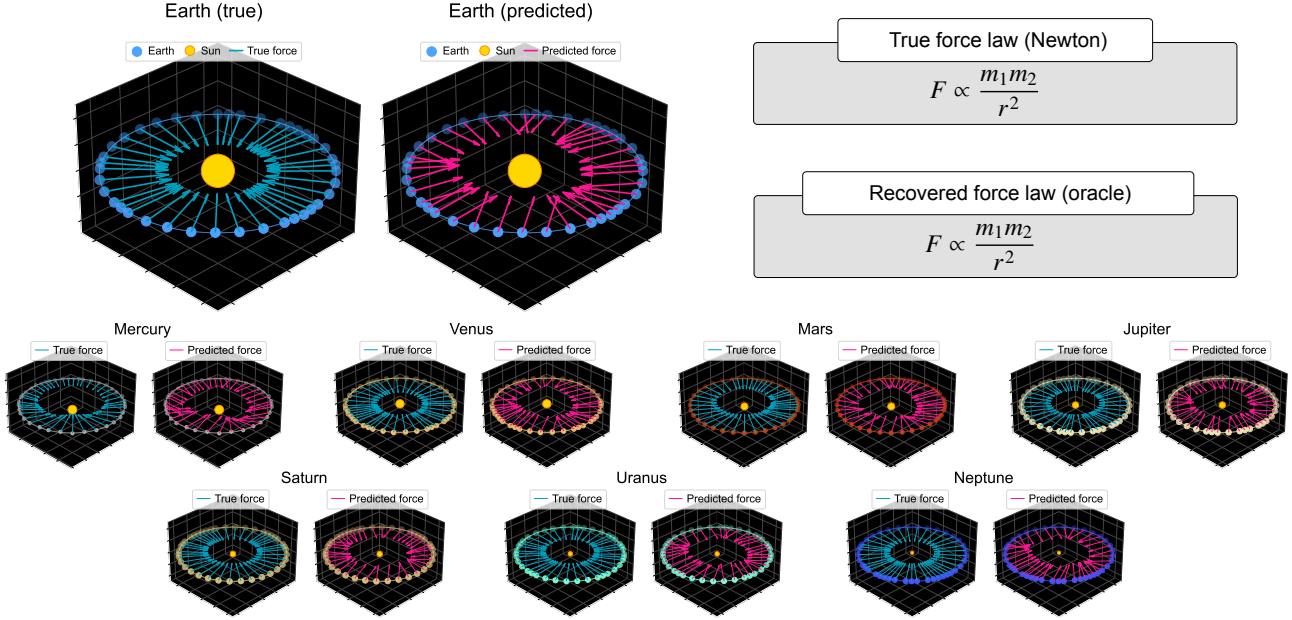 Earth (true)
Earth (predicted)
Earth Sun True force
Earth Sun Predicted force
True force law (Newton)
F ∝ m₁m₂ / r²
Recovered force law (oracle)
F ∝ m₁m₂ / r²
Mercury
True force
Predicted force
Venus
True force
Predicted force
Mars
True force
Predicted force
Jupiter
True force
Predicted force
Saturn
True force
Predicted force
Uranus
True force
Predicted force
Neptune
True force
Predicted force